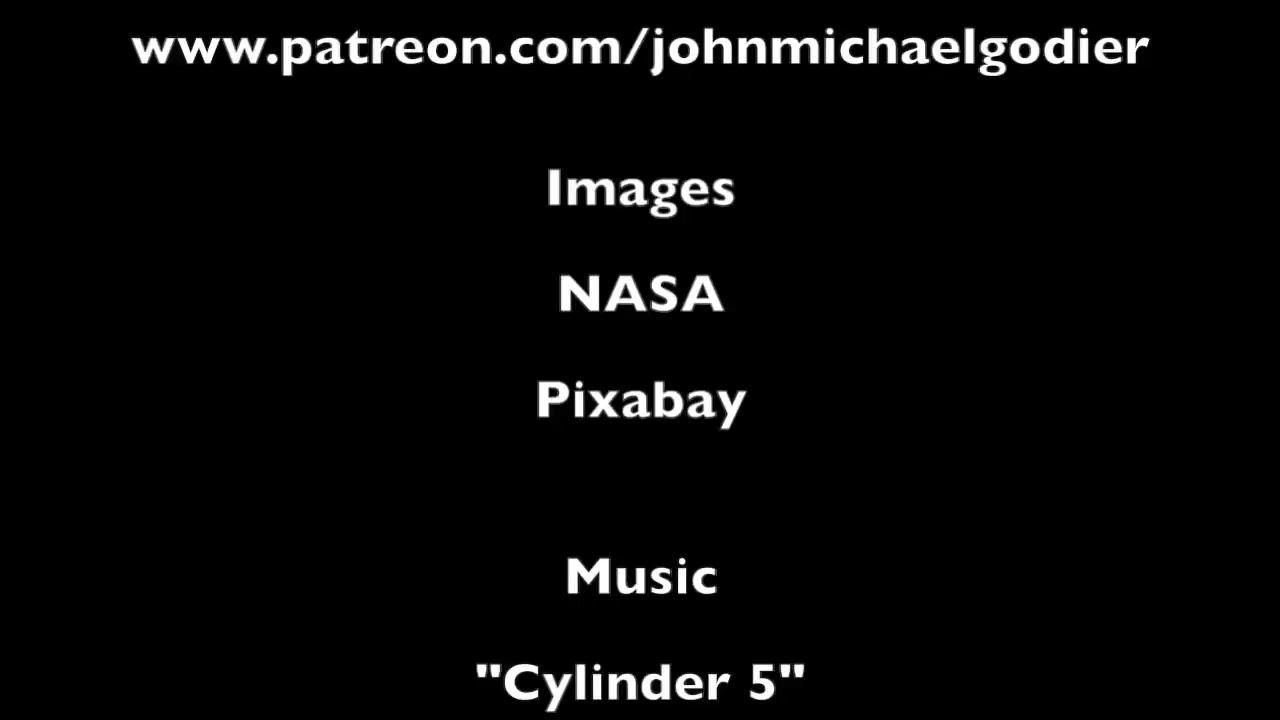 www.patreon.com/johnmichaelgodier
Images
NASA
Pixabay
Music
"Cylinder 5"